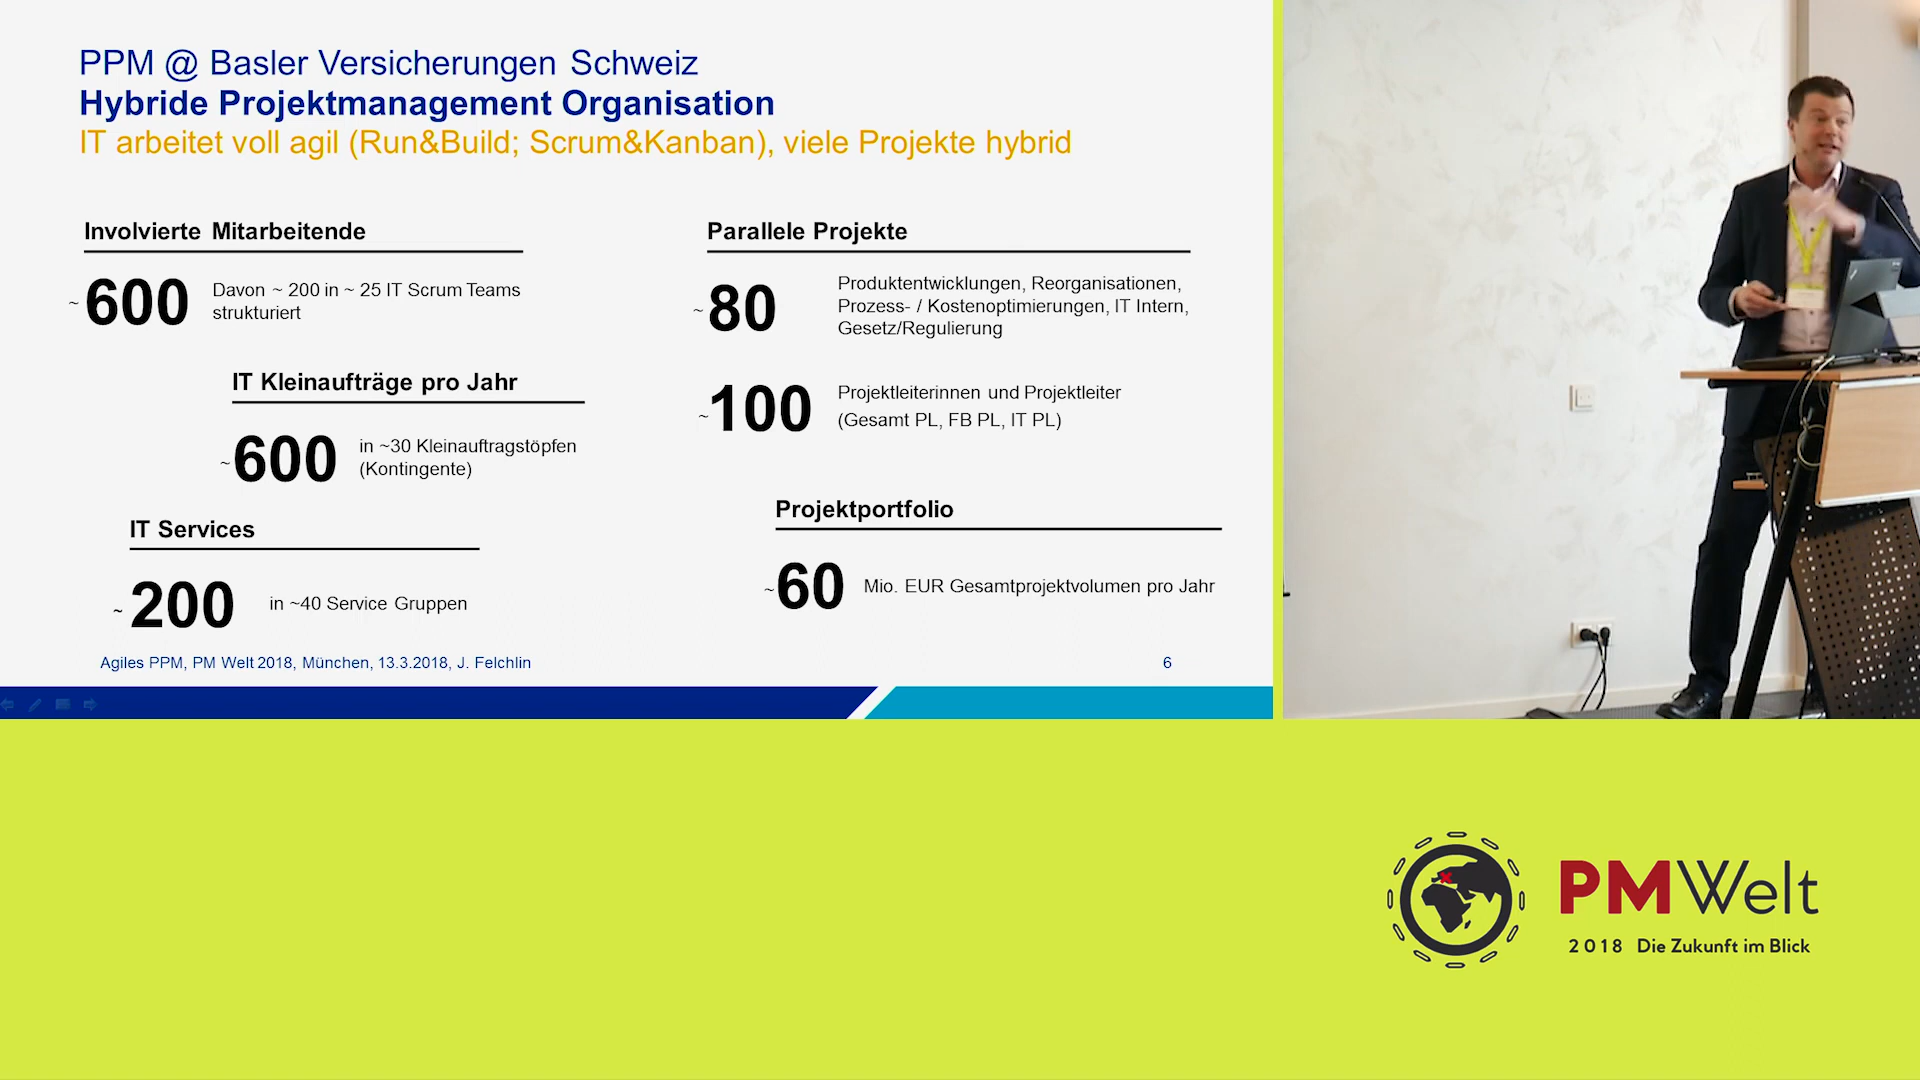 PPM @ Basler Versicherungen Schweiz
Hybride Projektmanagement Organisation
IT arbeitet voll agil (Run&Build; Scrum&Kanban), viele Projekte hybrid
Involvierte Mitarbeitende
~ 600 Davon ~ 200 in ~ 25 IT Scrum Teams
strukturiert
IT Kleinaufträge pro Jahr
~ 600 in ~30 Kleinauftragstöpfen
(Kontingente)
IT Services
~ 200 in ~40 Service Gruppen
Parallele Projekte
~ 80 Produktentwicklungen, Reorganisationen,
Prozess- / Kostenoptimierungen, IT Intern,
Gesetz/Regulierung
~ 100 Projektleiterinnen und Projektleiter
(Gesamt PL, FB PL, IT PL)
Projektportfolio
~ 60 Mio. EUR Gesamtprojektvolumen pro Jahr
Agiles PPM, PM Welt 2018, München, 13.3.2018, J. Felchlin
6
PMWelt
2018 Die Zukunft im Blick